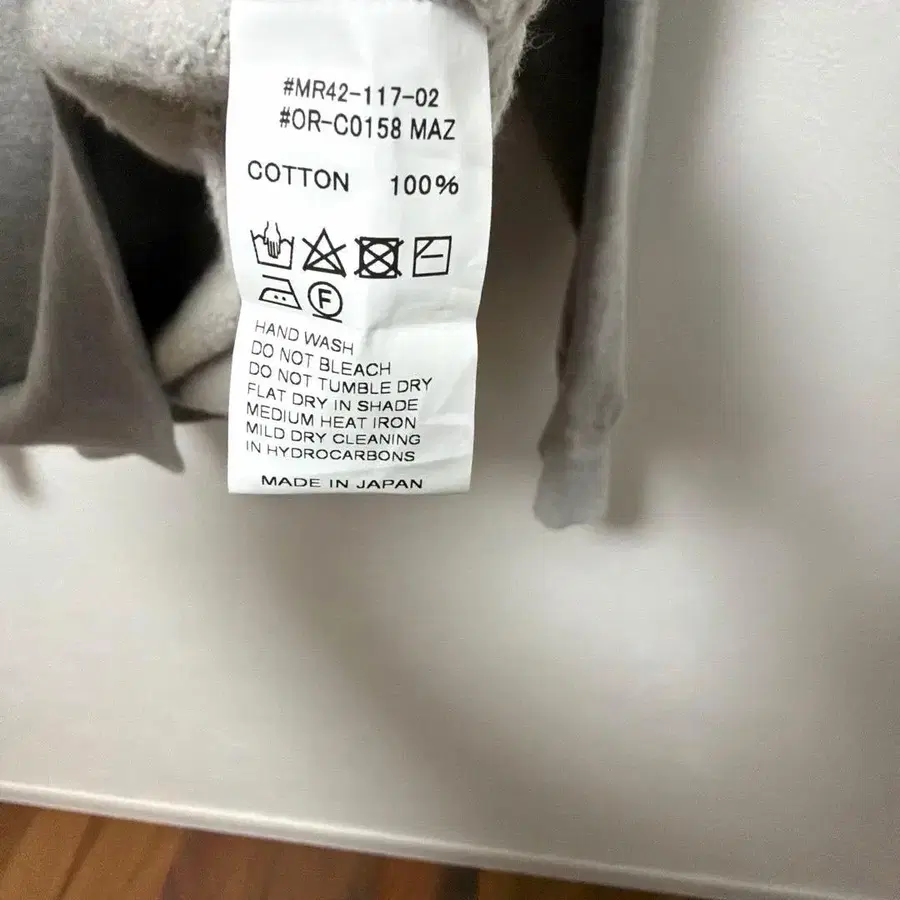 #MR42-117-02
#OR-C0158 MAZ
COTTON 100%
F
HAND WASH
DO NOT BLEACH
DO NOT TUMBLE DRY
FLAT DRY IN SHADE
MEDIUM HEAT IRON
MILD DRY CLEANING
IN HYDROCARBONS
MADE IN JAPAN